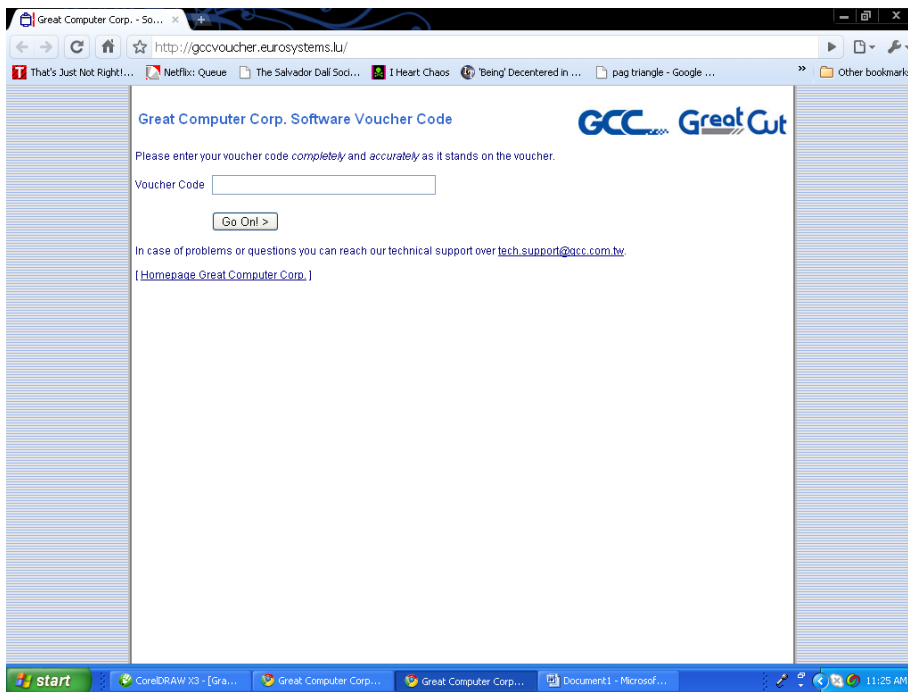 Great Computer Corp. - So...
http://gccvoucher.eurosystems.lu/
That's Just Not Right!... Netflix: Queue The Salvador Dalí Soci... I Heart Chaos 'Being' Decentered in ... pag triangle - Google ... » Other bookmark
Great Computer Corp. Software Voucher Code
GCC Great Cut
Please enter your voucher code completely and accurately as it stands on the voucher.
Voucher Code
Go On! >
In case of problems or questions you can reach our technical support over tech.support@gcc.com.tw.
[ Homepage Great Computer Corp. ]
start CorelDRAW X3 - [Gra... Great Computer Corp... Great Computer Corp... Document1 - Microsof... 11:25 AM